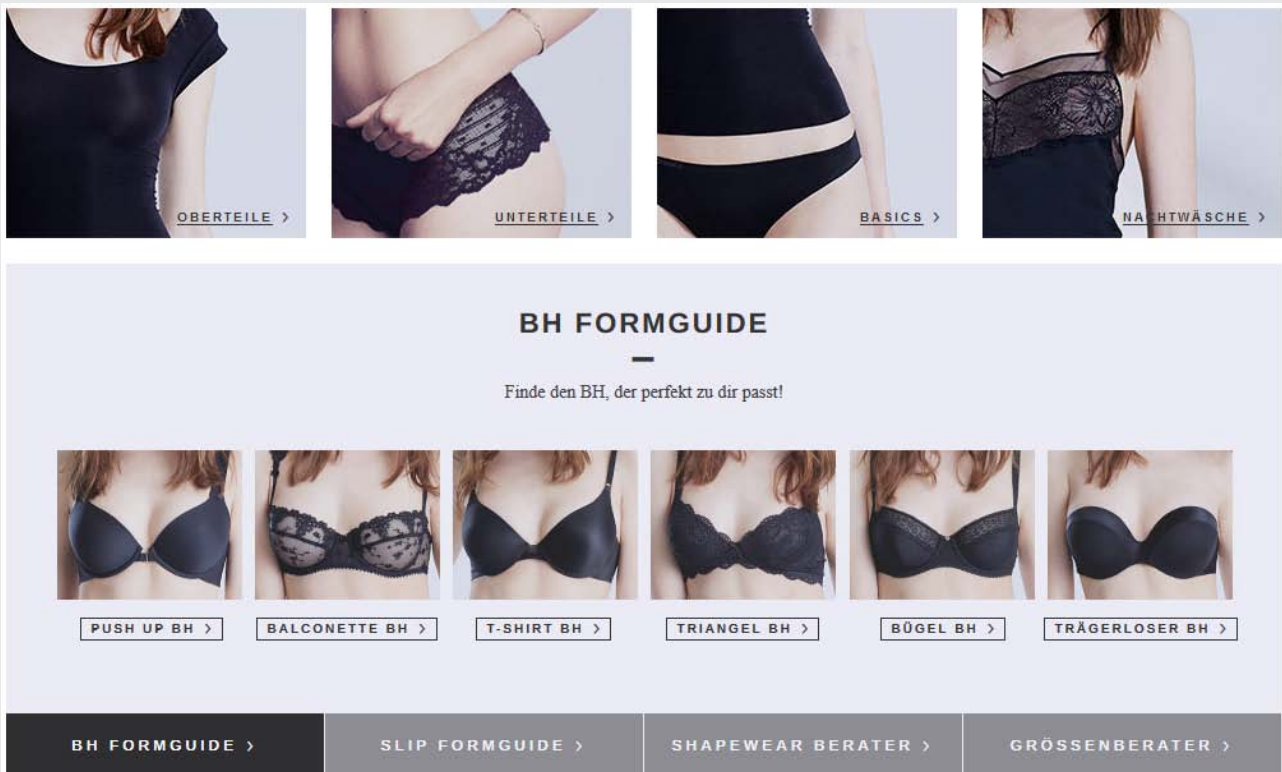 OBERTEILE >
UNTERTEILE >
BASICS >
NACHTWÄSCHE >
BH FORMGUIDE
Finde den BH, der perfekt zu dir passt!
PUSH UP BH >
BALCONETTE BH >
T-SHIRT BH >
TRIANGEL BH >
BÜGEL BH >
TRÄGERLOSER BH >
BH FORMGUIDE >
SLIP FORMGUIDE >
SHAPEWEAR BERATER >
GRÖSSENBERATER >